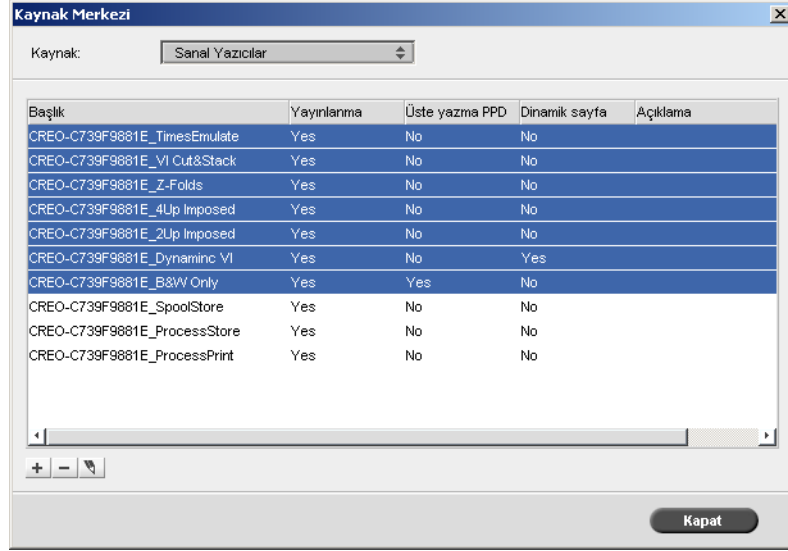 Kaynak Merkezi
Kaynak: Sanal Yazıcılar
Başlık Yayınlanma Üste yazma PPD Dinamik sayfa Açıklama
CREO-C739F9881E_TimesEmulate Yes No No
CREO-C739F9881E_VI Cut&Stack Yes No No
CREO-C739F9881E_Z-Folds Yes No No
CREO-C739F9881E_4Up Imposed Yes No No
CREO-C739F9881E_2Up Imposed Yes No No
CREO-C739F9881E_Dynaminc VI Yes No Yes
CREO-C739F9881E_B&W Only Yes Yes No
CREO-C739F9881E_SpoolStore Yes No No
CREO-C739F9881E_ProcessStore Yes No No
CREO-C739F9881E_ProcessPrint Yes No No
Kapat